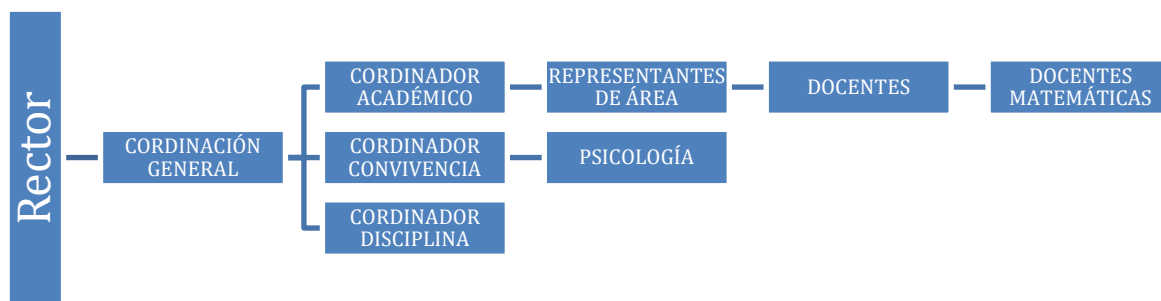 Rector
CORDINACIÓN
GENERAL
CORDINADOR
ACADÉMICO
REPRESENTANTES
DE ÁREA
DOCENTES
DOCENTES
MATEMÁTICAS
CORDINADOR
CONVIVENCIA
PSICOLOGÍA
CORDINADOR
DISCIPLINA